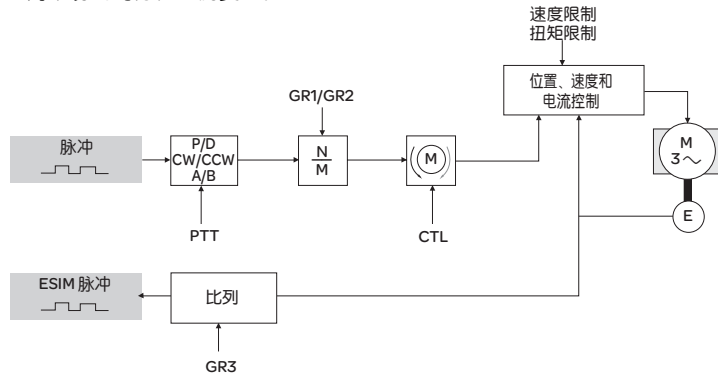 速度限制
扭矩限制
位置、速度和
电流控制
GR1/GR2
脉冲
P/D
CW/CCW
A/B
N
M
M
M
3～
PTT
CTL
E
ESIM 脉冲
比列
GR3